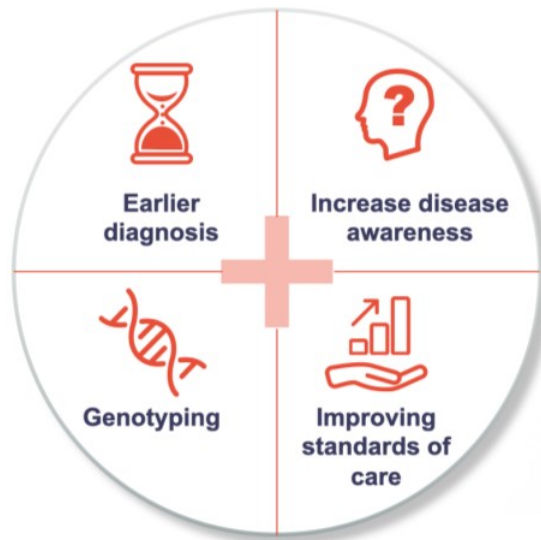 ?
Earlier
diagnosis
Increase disease
awareness
Genotyping
Improving
standards of
care